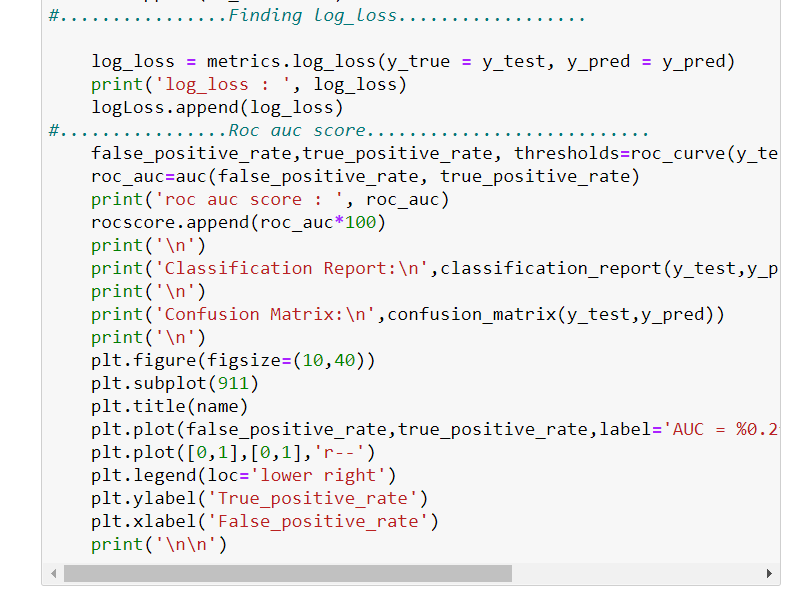 #................Finding log_loss..................
log_loss = metrics.log_loss(y_true = y_test, y_pred = y_pred)
print('log_loss : ', log_loss)
logLoss.append(log_loss)
#................Roc auc score...........................
false_positive_rate,true_positive_rate, thresholds=roc_curve(y_te
roc_auc=auc(false_positive_rate, true_positive_rate)
print('roc auc score : ', roc_auc)
rocscore.append(roc_auc*100)
print('\n')
print('Classification Report:\n',classification_report(y_test,y_p
print('\n')
print('Confusion Matrix:\n',confusion_matrix(y_test,y_pred))
print('\n')
plt.figure(figsize=(10,40))
plt.subplot(911)
plt.title(name)
plt.plot(false_positive_rate,true_positive_rate,label='AUC = %0.2
plt.plot([0,1],[0,1],'r--')
plt.legend(loc='lower right')
plt.ylabel('True_positive_rate')
plt.xlabel('False_positive_rate')
print('\n\n')